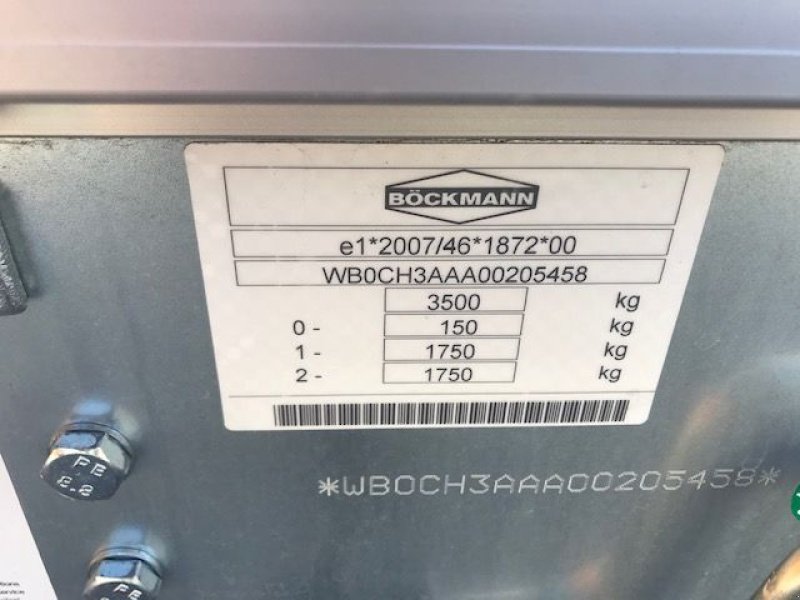 BÖCKMANN
e1*2007/46*1872*00
WB0CH3AAA00205458
3500 kg
0 - 150 kg
1 - 1750 kg
2 - 1750 kg
*WB0CH3AAA00205458*
PE
8.8